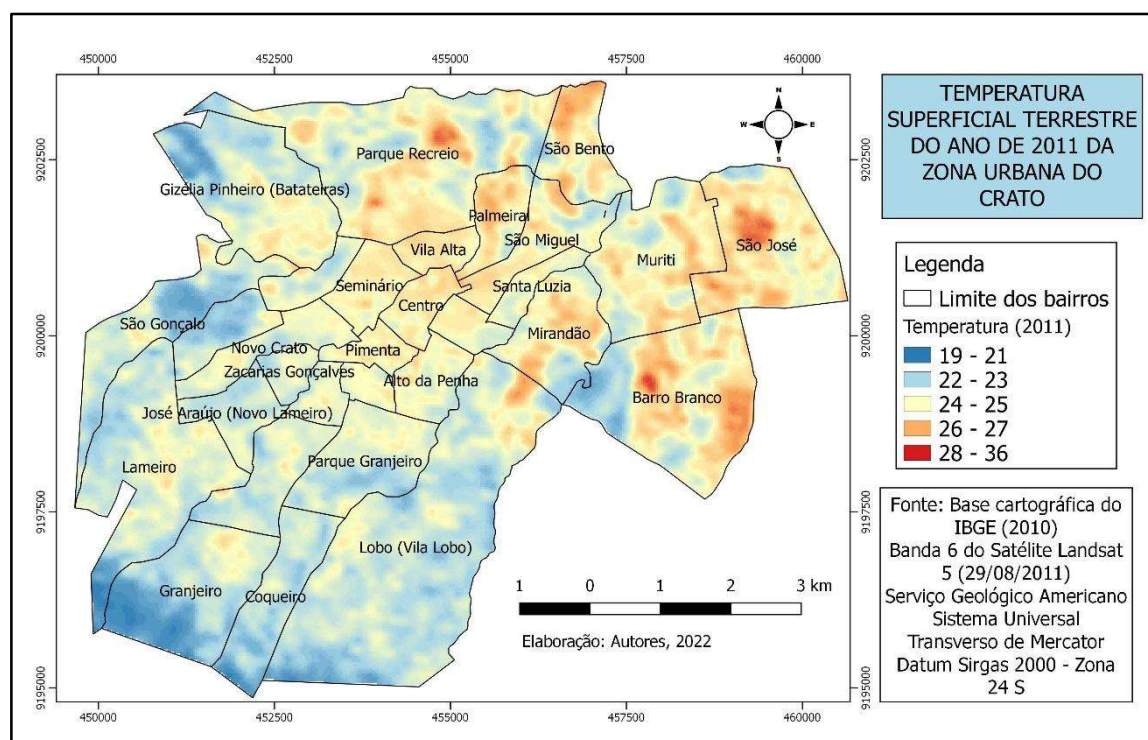 450000
452500
455000
457500
460000
9202500
9202500
N
W
E
S
São Bento
Parque Recreio
Gizélia Pinheiro (Batateiras)
Palmeiral
São Miguel
Vila Alta
Muriti
São José
Seminário
Santa Luzia
Centro
São Gonçalo
Mirandão
9200000
9200000
Novo Crato
Pimenta
Zacarias Gonçalves
Alto da Penha
Barro Branco
José Araújo (Novo Lameiro)
Parque Granjeiro
Lameiro
9197500
9197500
Lobo (Vila Lobo)
Granjeiro
Coqueiro
1
0
1
2
3 km
Elaboração: Autores, 2022
9195000
9195000
450000
452500
455000
457500
460000
TEMPERATURA
SUPERFICIAL TERRESTRE
DO ANO DE 2011 DA
ZONA URBANA DO
CRATO
Legenda
Limite dos bairros
Temperatura (2011)
19 - 21
22 - 23
24 - 25
26 - 27
28 - 36
Fonte: Base cartográfica do
IBGE (2010)
Banda 6 do Satélite Landsat
5 (29/08/2011)
Serviço Geológico Americano
Sistema Universal
Transverso de Mercator
Datum Sirgas 2000 - Zona
24 S